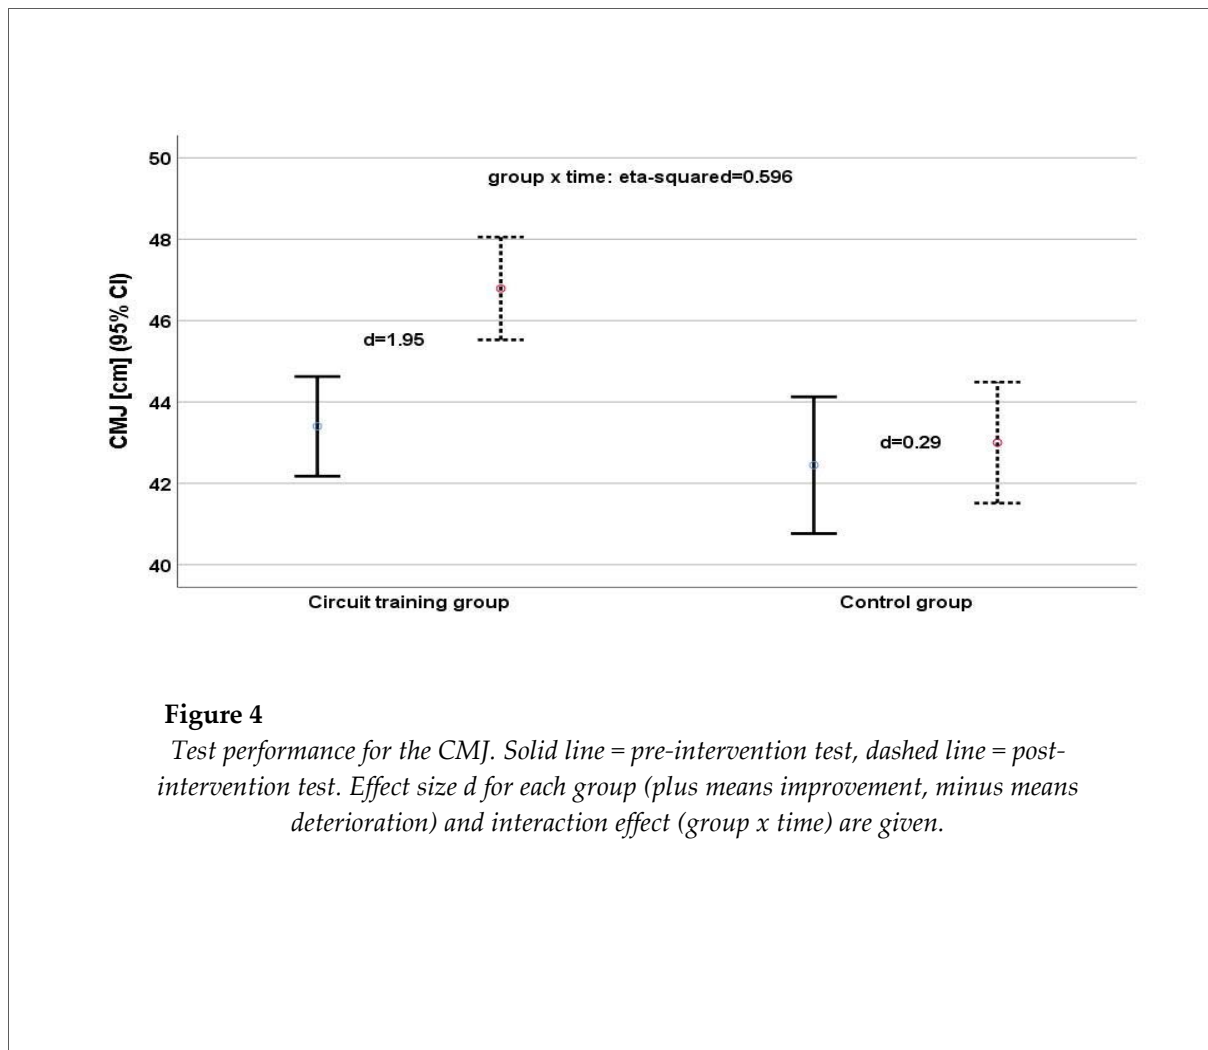 50
group x time: eta-squared=0.596
48
46
d=1.95
44
d=0.29
42
40
CMJ [cm] (95% CI)
Circuit training group
Control group
Figure 4
Test performance for the CMJ. Solid line = pre-intervention test, dashed line = post-
intervention test. Effect size d for each group (plus means improvement, minus means
deterioration) and interaction effect (group x time) are given.